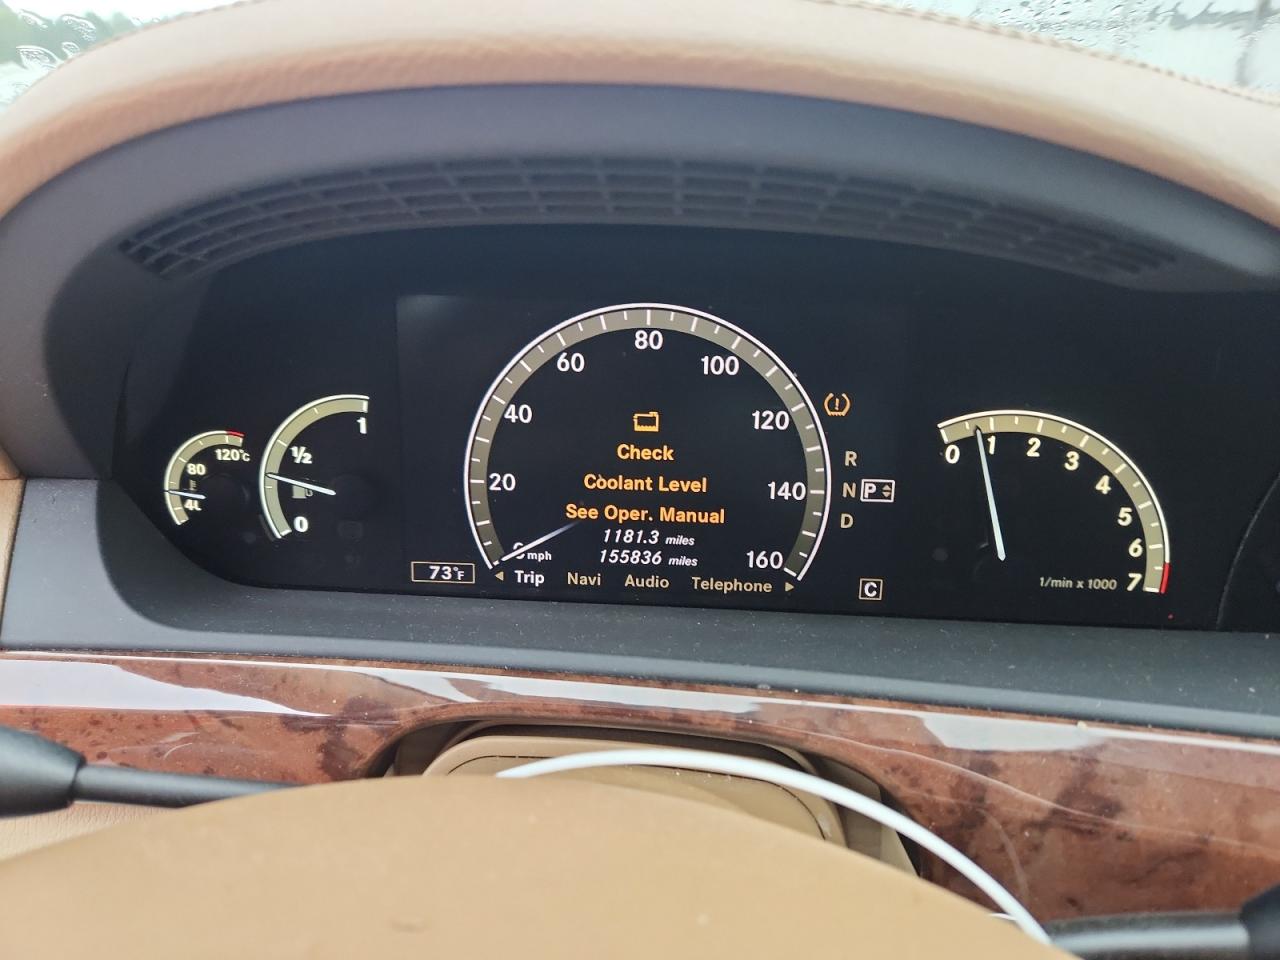 120°C
80
40
1
1/2
0
80
60
100
40
120
20
140
0 mph
160
Check
Coolant Level
See Oper. Manual
1181.3 miles
155836 miles
73°F
Trip Navi Audio Telephone
R
N P
D
C
0 1 2 3 4 5 6 7
1/min x 1000